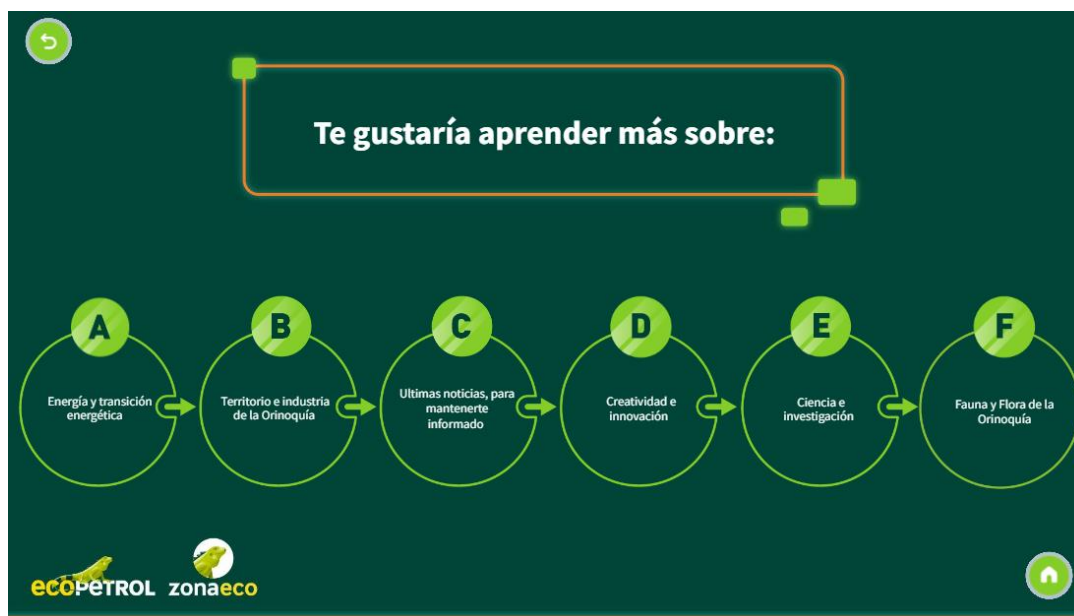 Te gustaría aprender más sobre:
A
Energía y transición
energética
B
Territorio e industria
de la Orinoquía
C
Ultimas noticias, para
mantenerte
informado
D
Creatividad e
innovación
E
Ciencia e
investigación
F
Fauna y Flora de la
Orinoquía
ecoPeTROL
zonaeco